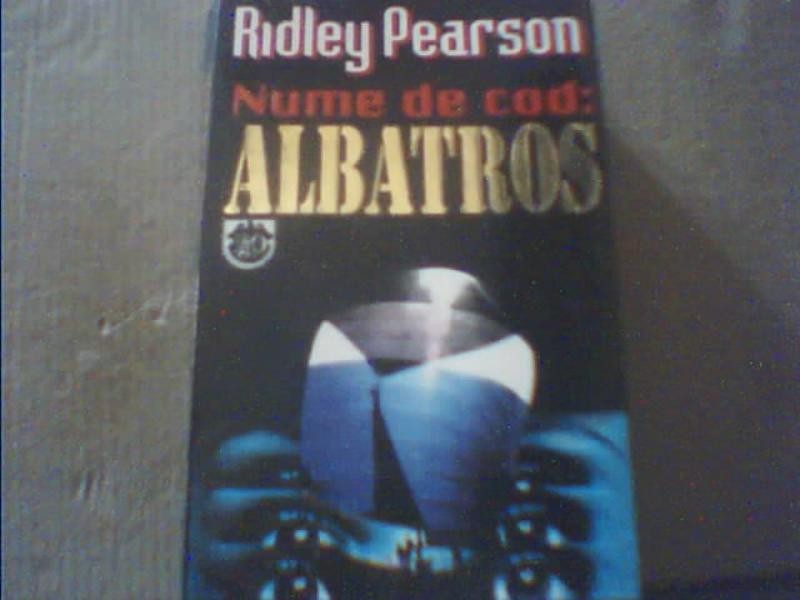 Ridley Pearson
Nume de cod:
ALBATROS